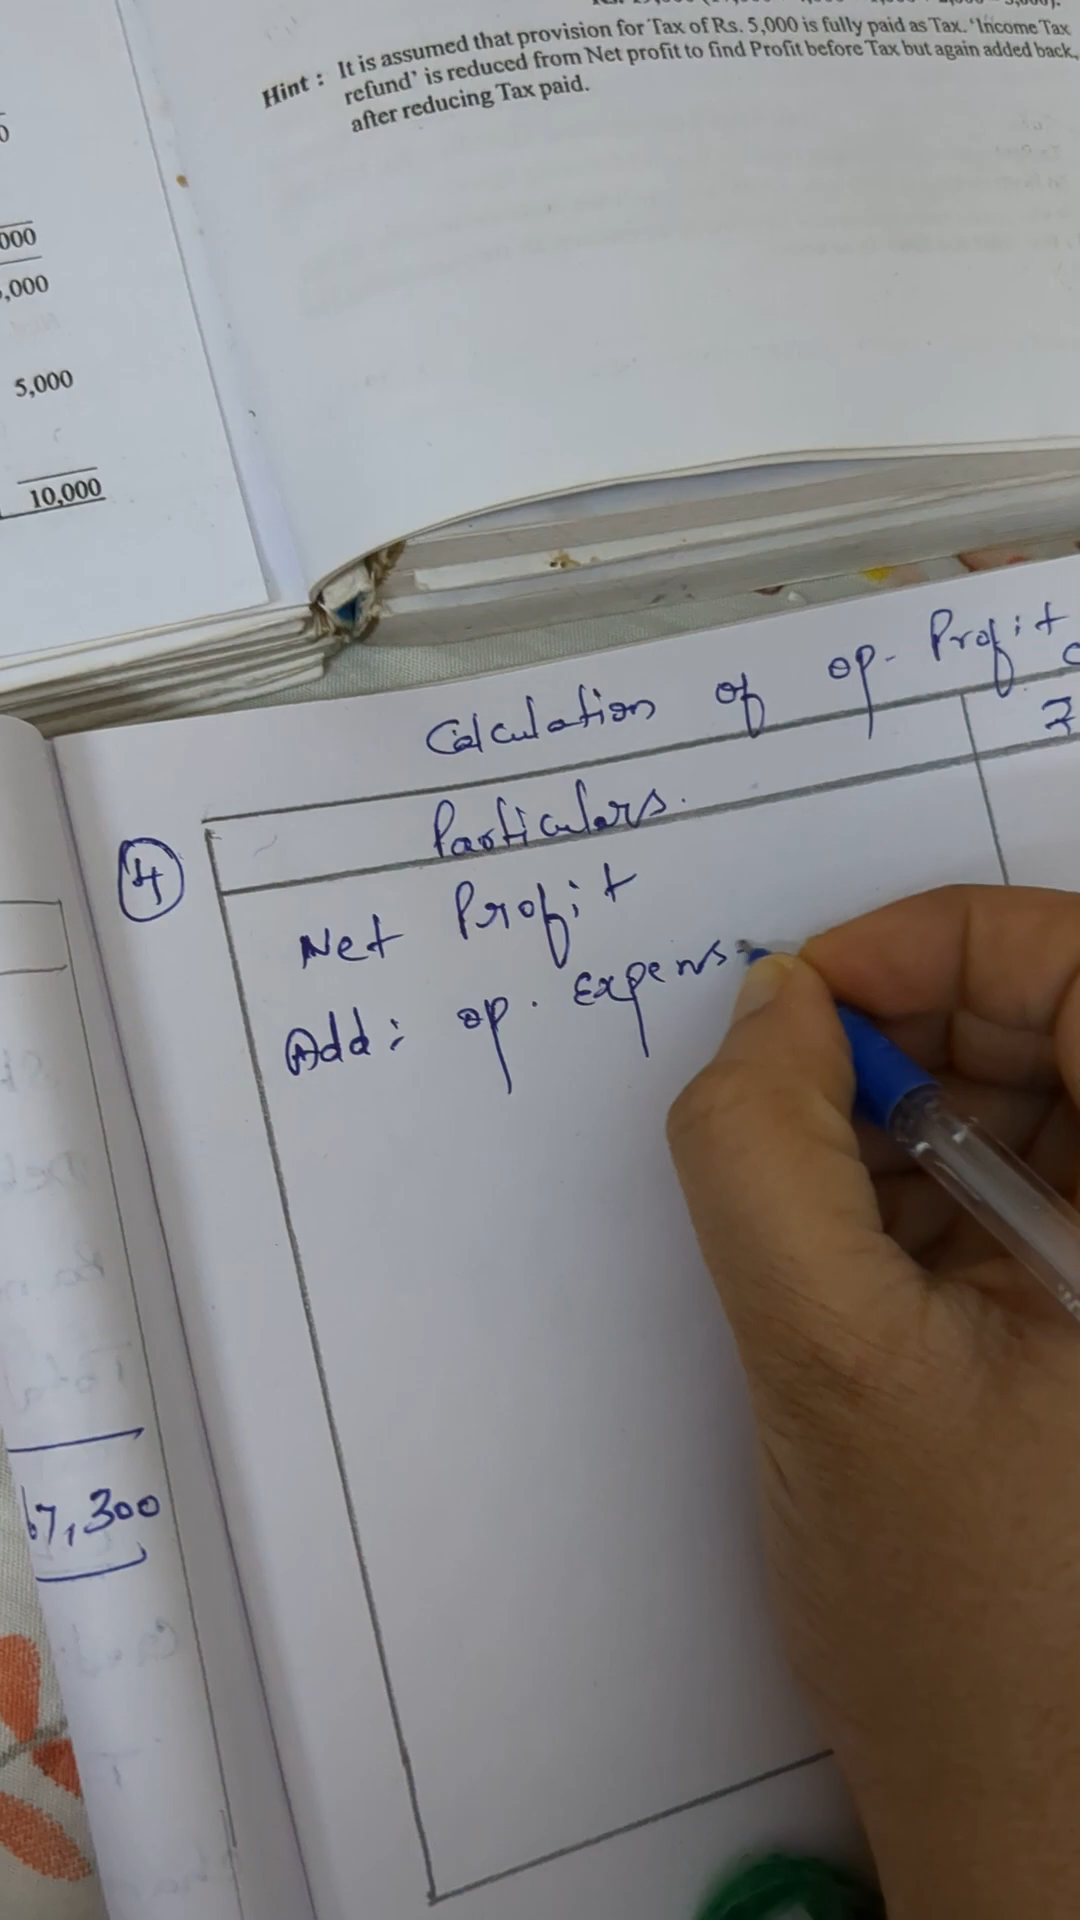 Hint : It is assumed that provision for Tax of Rs. 5,000 is fully paid as Tax. 'Income Tax
refund' is reduced from Net profit to find Profit before Tax but again added back,
after reducing Tax paid.
000
,000
5,000
10,000
Calculation of op. Profit
Particulars.
₹
4
Net Profit
Add: op. Expens
67,300